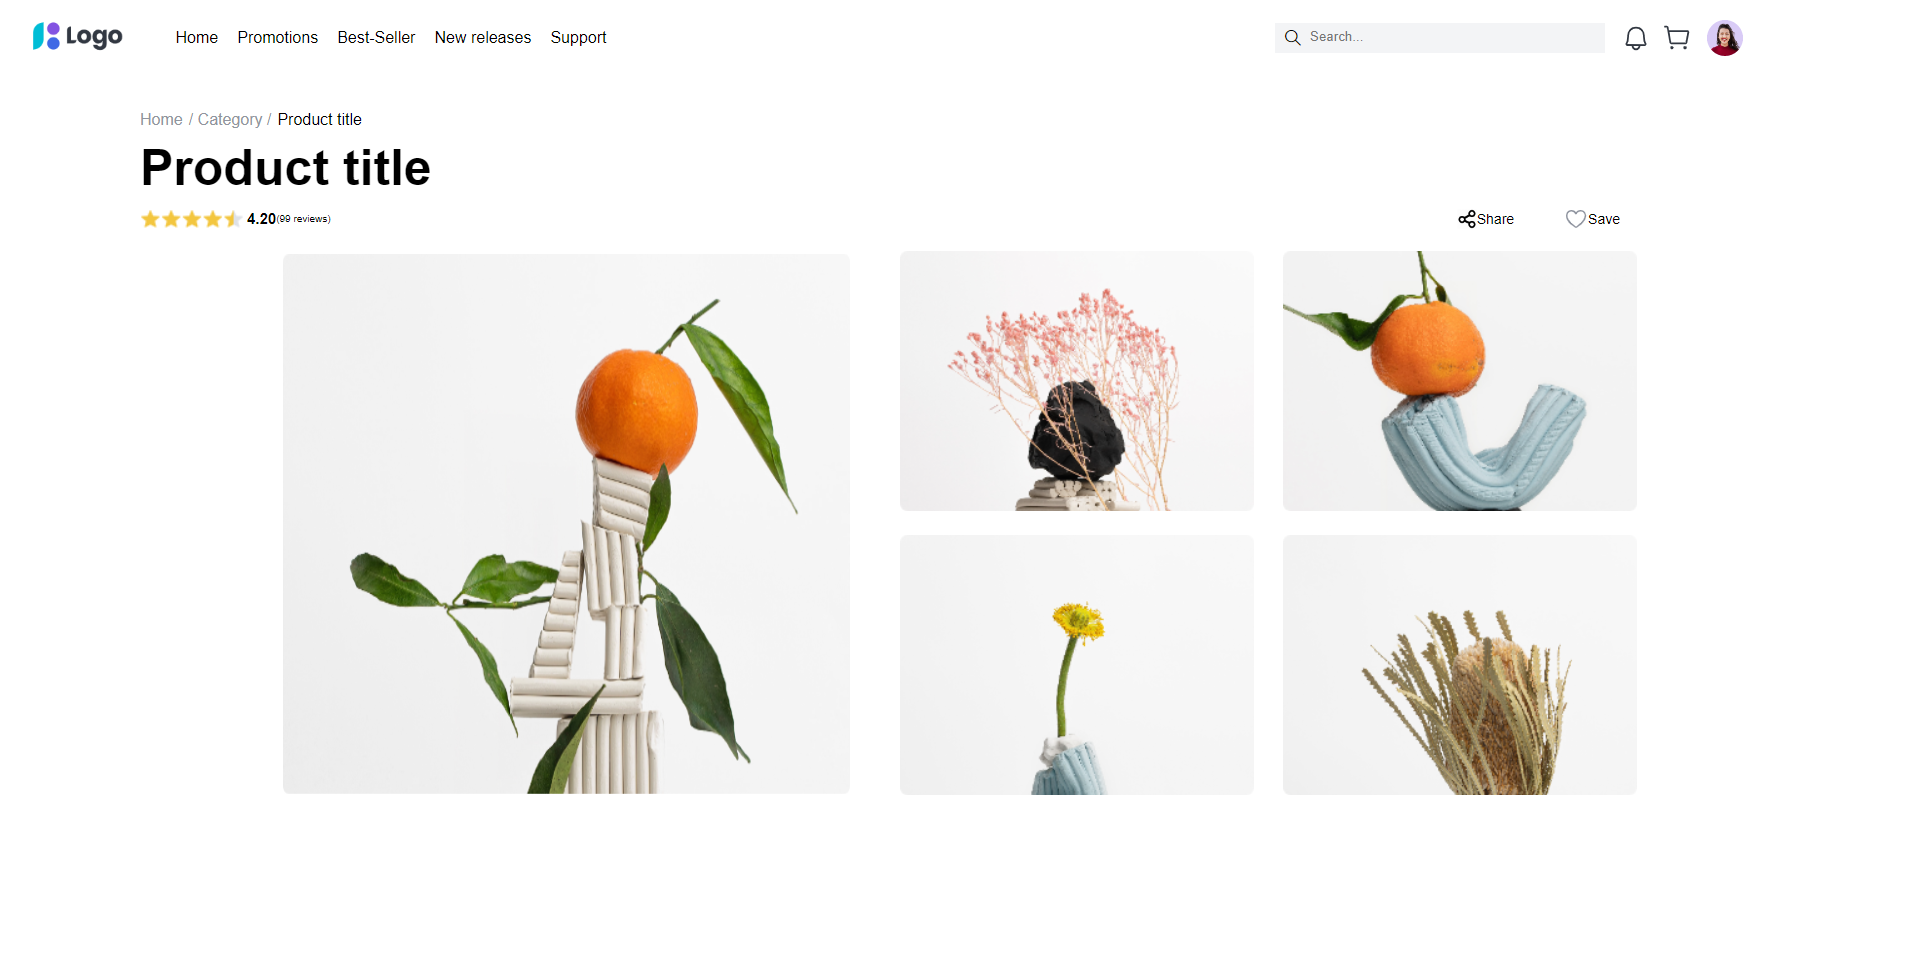 Logo
Home Promotions Best-Seller New releases Support
Search...
Home / Category / Product title
Product title
4.20(99 reviews)
Share
Save